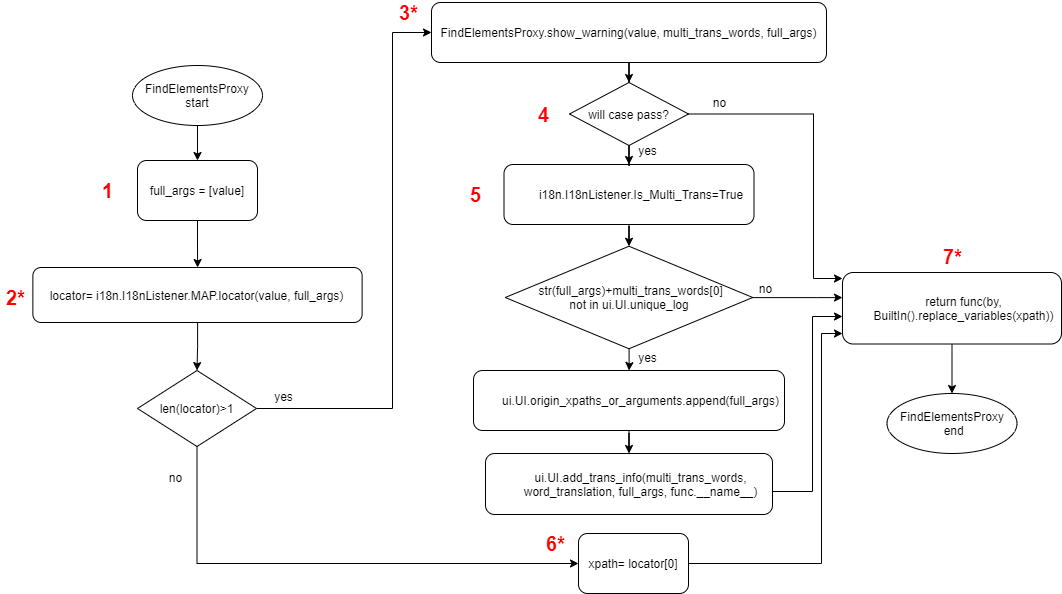 3*
FindElementsProxy.show_warning(value, multi_trans_words, full_args)
FindElementsProxy
start
4
will case pass?
no
yes
1
full_args = [value]
5
i18n.I18nListener.Is_Multi_Trans=True
2*
locator= i18n.I18nListener.MAP.locator(value, full_args)
str(full_args)+multi_trans_words[0]
not in ui.UI.unique_log
no
yes
7*
return func(by,
BuiltIn().replace_variables(xpath))
len(locator)>1
yes
no
ui.UI.origin_xpaths_or_arguments.append(full_args)
FindElementsProxy
end
ui.UI.add_trans_info(multi_trans_words,
word_translation, full_args, func.__name__)
6*
xpath= locator[0]